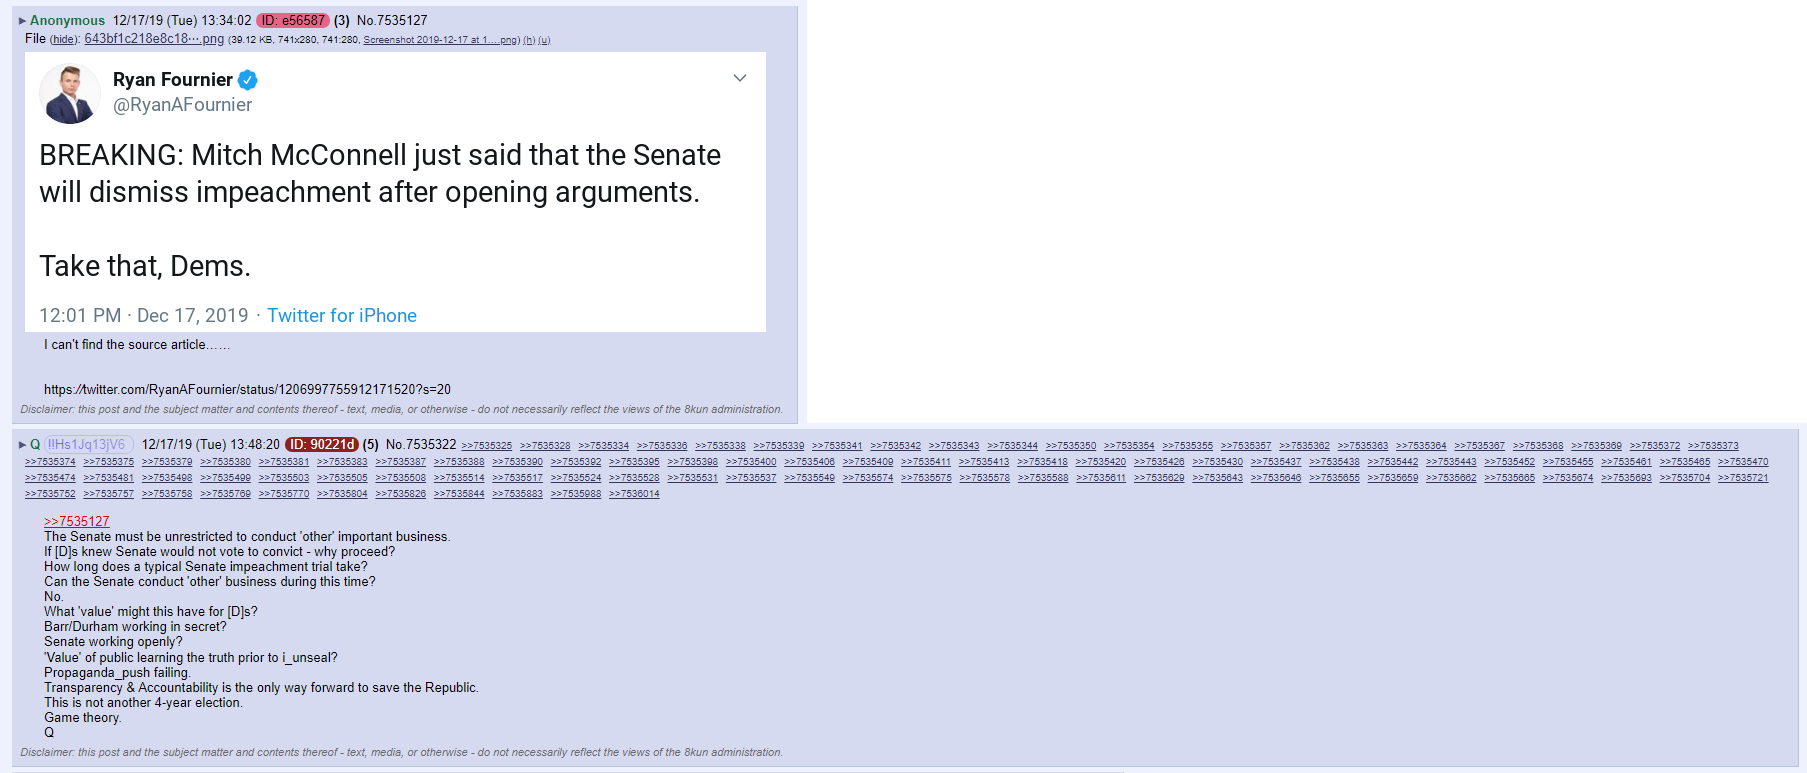 ▶ Anonymous 12/17/19 (Tue) 13:34:02 ID: e56587 (3) No.7535127
File (hide): 643bf1c218e8c18⋯.png (39.12 KB, 741x280, 741:280, Screenshot 2019-12-17 at 1….png) (h) (u)
Ryan Fournier
@RyanAFournier
BREAKING: Mitch McConnell just said that the Senate
will dismiss impeachment after opening arguments.
Take that, Dems.
12:01 PM · Dec 17, 2019 · Twitter for iPhone
I can't find the source article……
https://twitter.com/RyanAFournier/status/1206997755912171520?s=20
Disclaimer: this post and the subject matter and contents thereof - text, media, or otherwise - do not necessarily reflect the views of the 8kun administration.
▶ Q !!Hs1Jq13jV6 12/17/19 (Tue) 13:48:20 ID: 90221d (5) No.7535322 >>7535325 >>7535328 >>7535334 >>7535336 >>7535338 >>7535339 >>7535341 >>7535342 >>7535343 >>7535344 >>7535350 >>7535354 >>7535355 >>7535357 >>7535362 >>7535363 >>7535364 >>7535367 >>7535368 >>7535369 >>7535372 >>7535373
>>7535374 >>7535375 >>7535379 >>7535380 >>7535381 >>7535383 >>7535387 >>7535388 >>7535390 >>7535392 >>7535395 >>7535398 >>7535400 >>7535406 >>7535409 >>7535411 >>7535413 >>7535418 >>7535420 >>7535426 >>7535430 >>7535437 >>7535438 >>7535442 >>7535443 >>7535452 >>7535455 >>7535461 >>7535465 >>7535470
>>7535474 >>7535481 >>7535498 >>7535499 >>7535503 >>7535505 >>7535508 >>7535514 >>7535517 >>7535524 >>7535528 >>7535531 >>7535537 >>7535549 >>7535574 >>7535575 >>7535578 >>7535588 >>7535611 >>7535629 >>7535643 >>7535646 >>7535655 >>7535659 >>7535662 >>7535665 >>7535674 >>7535693 >>7535704 >>7535721
>>7535752 >>7535757 >>7535758 >>7535769 >>7535770 >>7535804 >>7535826 >>7535844 >>7535883 >>7535988 >>7536014
>>7535127
The Senate must be unrestricted to conduct 'other' important business.
If [D]s knew Senate would not vote to convict - why proceed?
How long does a typical Senate impeachment trial take?
Can the Senate conduct 'other' business during this time?
No.
What 'value' might this have for [D]s?
Barr/Durham working in secret?
Senate working openly?
'Value' of public learning the truth prior to i_unseal?
Propaganda_push failing.
Transparency & Accountability is the only way forward to save the Republic.
This is not another 4-year election.
Game theory.
Q
Disclaimer: this post and the subject matter and contents thereof - text, media, or otherwise - do not necessarily reflect the views of the 8kun administration.